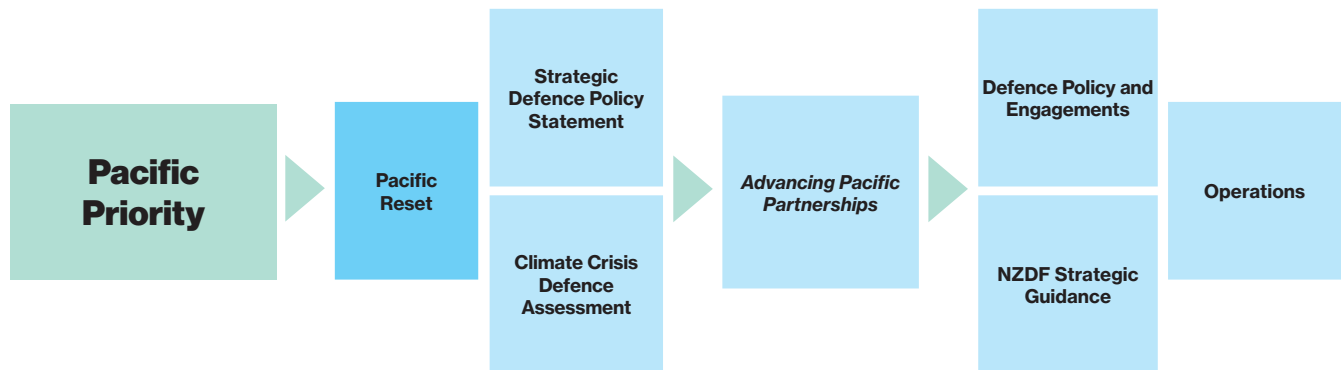 Pacific
Priority
Pacific
Reset
Strategic
Defence Policy
Statement
Climate Crisis
Defence
Assessment
Advancing Pacific
Partnerships
Defence Policy and
Engagements
NZDF Strategic
Guidance
Operations